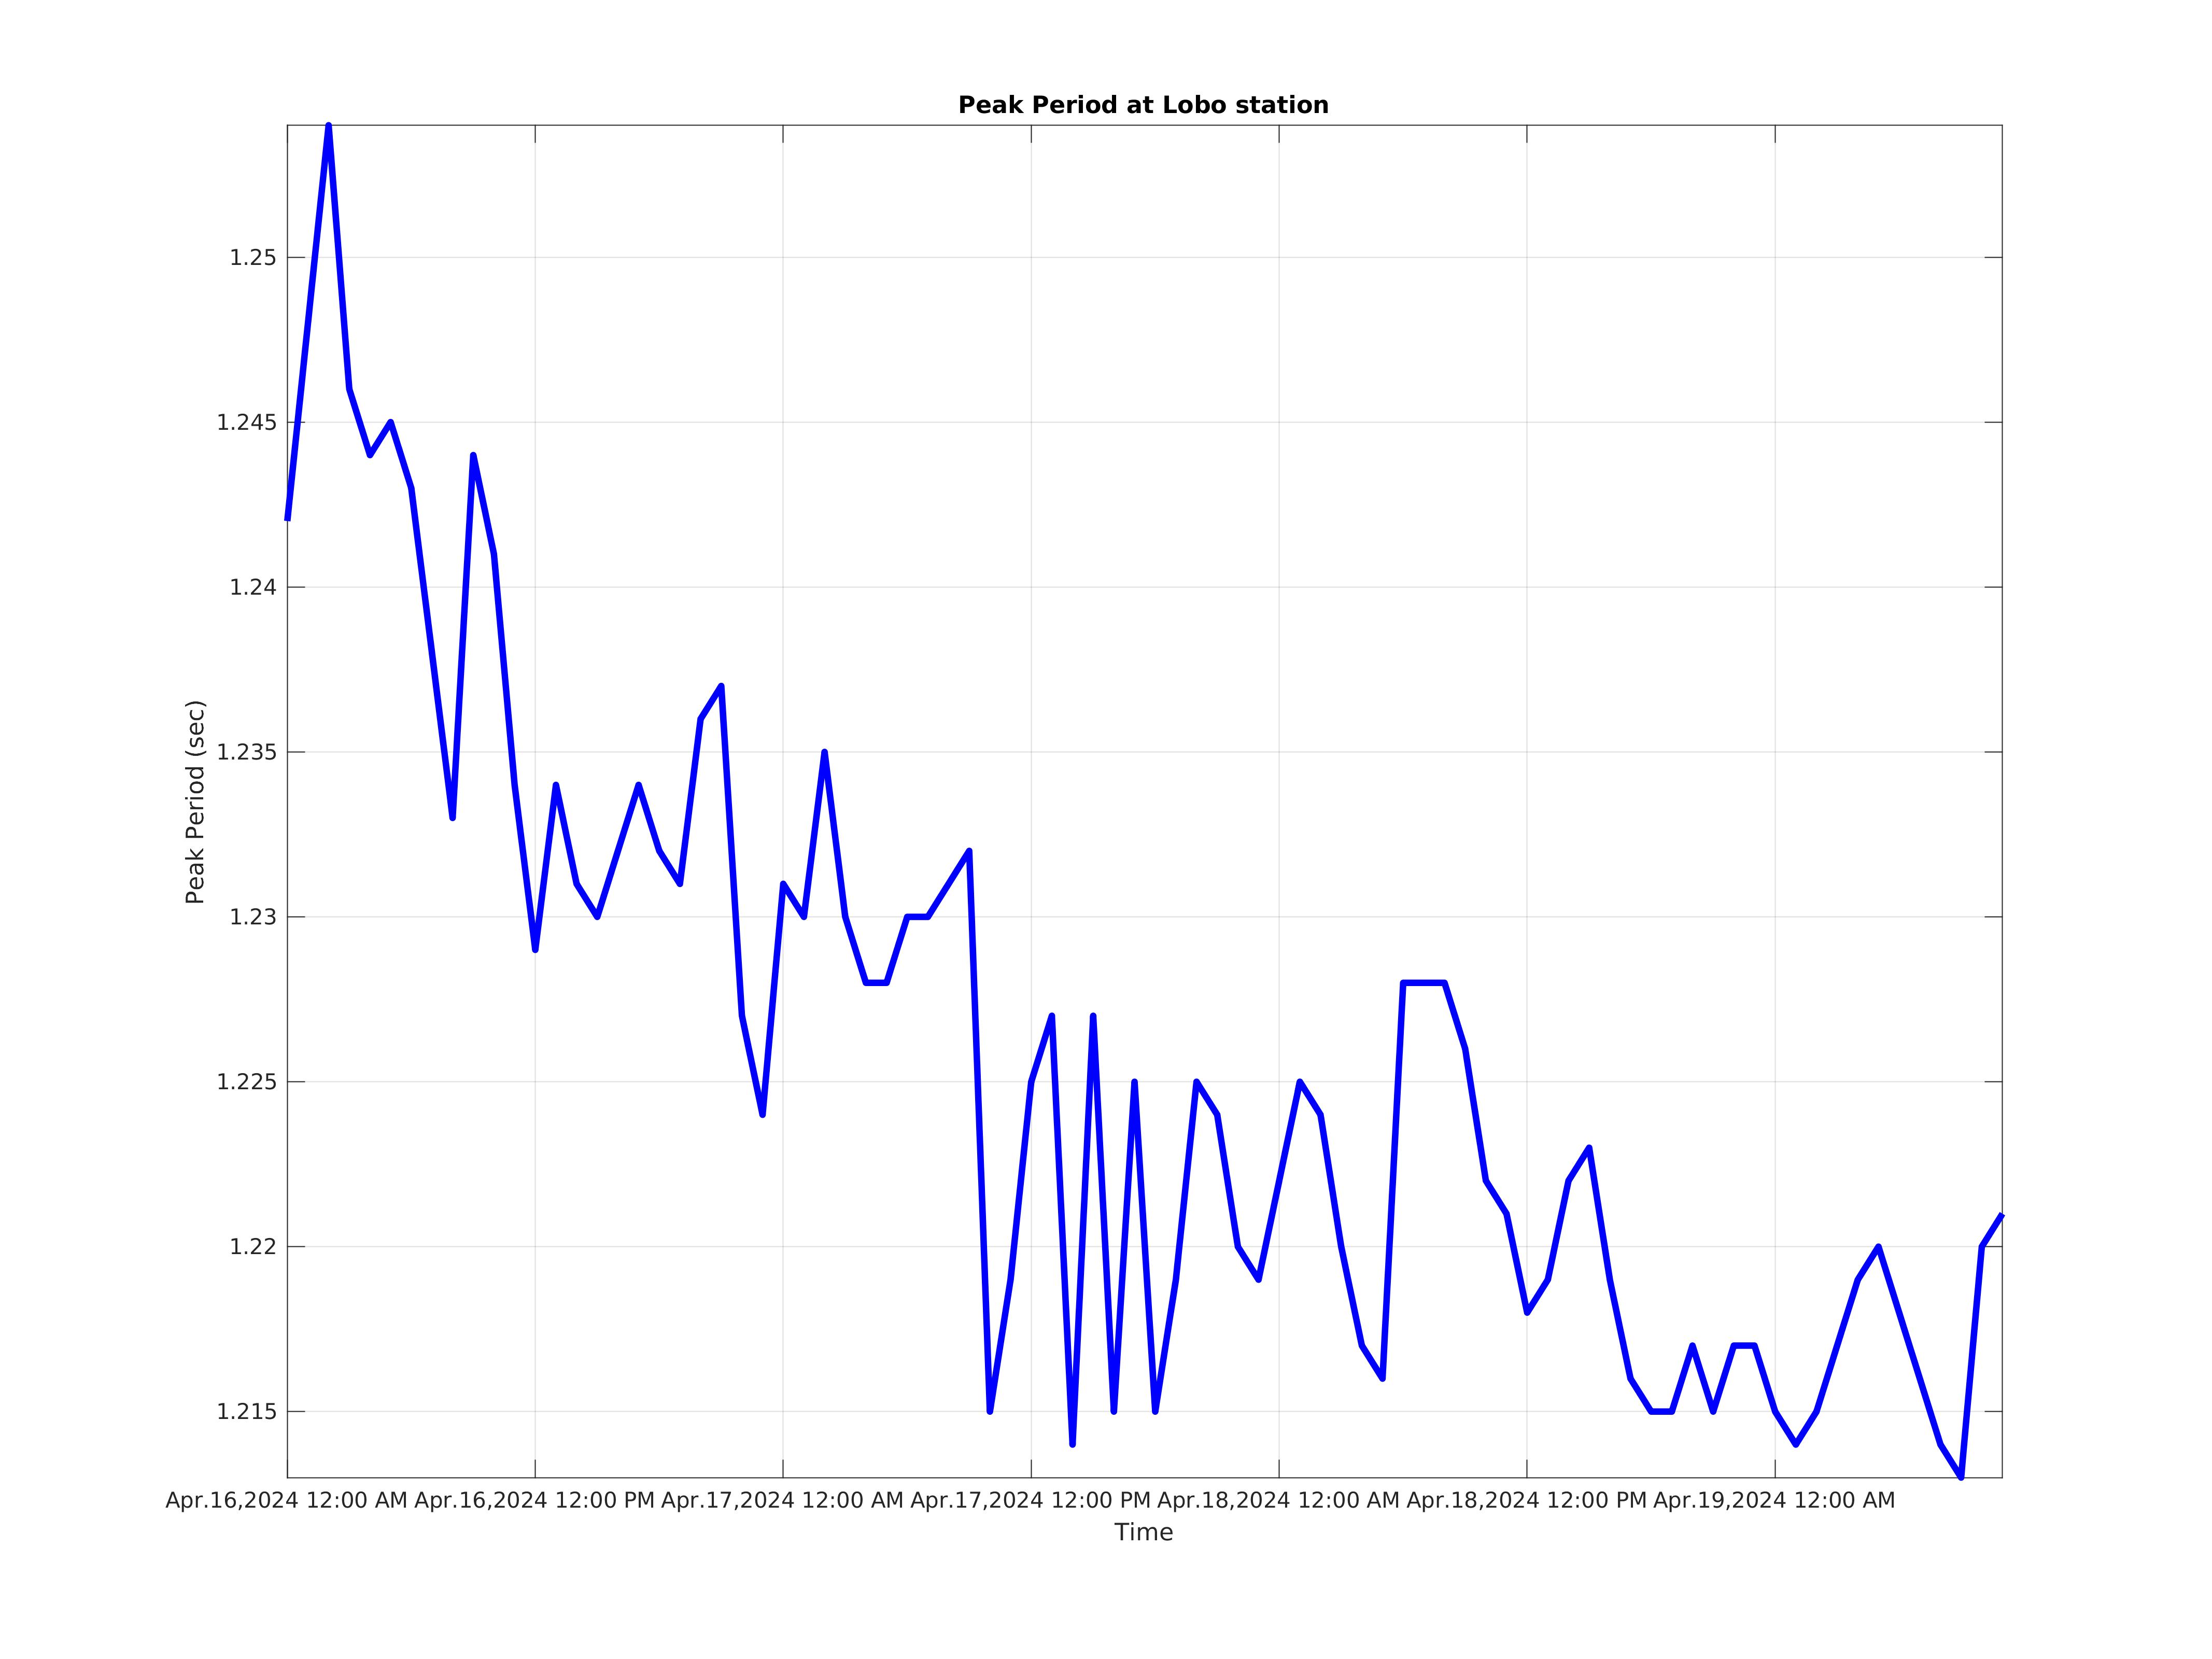 Peak Period at Lobo station
1.25
1.245
1.24
1.235
1.23
1.225
1.22
1.215
Peak Period (sec)
Apr.16,2024 12:00 AM Apr.16,2024 12:00 PM Apr.17,2024 12:00 AM Apr.17,2024 12:00 PM Apr.18,2024 12:00 AM Apr.18,2024 12:00 PM Apr.19,2024 12:00 AM
Time